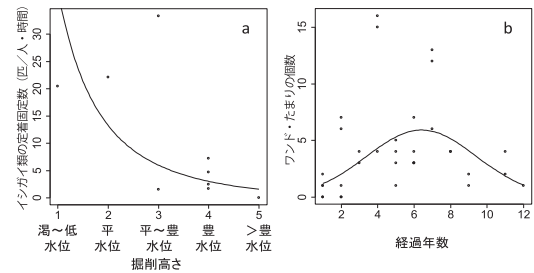 a
イシガイ類の定着固定数（匹／人・時間）
30
25
20
15
10
5
0
1 2 3 4 5
渇～低 平 平～豊 豊 ＞豊
水位 水位 水位 水位 水位
掘削高さ
b
ワンド・たまりの個数
15
10
5
0
2 4 6 8 10 12
経過年数